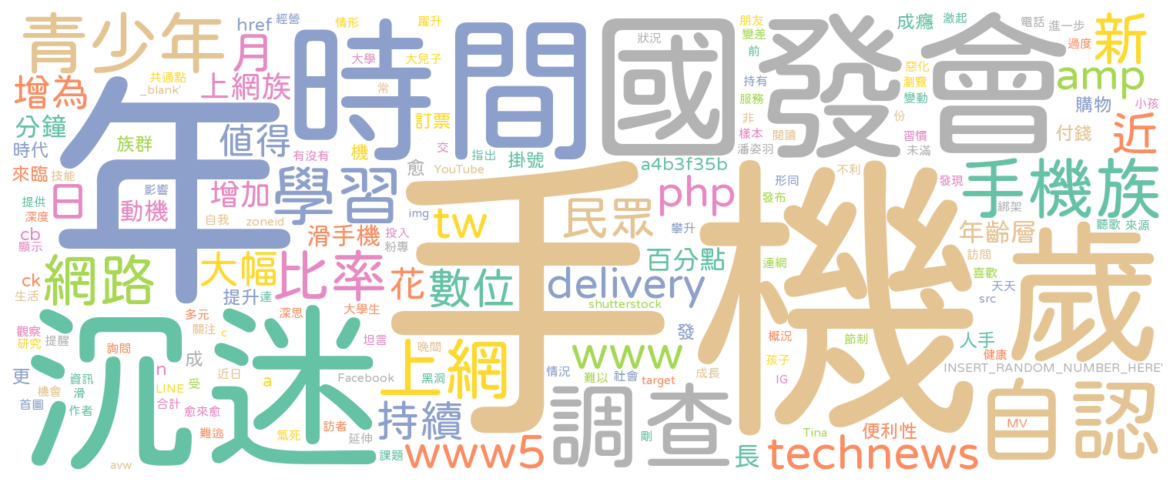 青少年
href
經營
情形
躍升
時間
國發會
狀況
朋友
變差
前
成癮
激起
電話
進一步
過度
新
月
大學
大兒子
共通點
_blank'
上網族
常
訂票
持有
服務
非
樣本
潘姿羽
惡化
瀏覽
變動
閱讀
份
習慣
未滿
amp
購物
小孩
付錢
近
增為
分鐘
時代
來臨
技能
年
族群
值得
有沒有
機
交
指出
掛號
愈
YouTube
a4b3f35b
手機族
形同
不利
發現
綁架
聽歌
來源
日
提供
深度
影響
動機
增加
自我
zoneid
學習
img
tw
php
民眾
發布
攀升
年齡層
訪問
喜歡
cb
顯示
滑手機
投入
粉專
手機
歲
網路
大幅
比率
花
數位
delivery
百分點
連網
天天
src
ck
生活
提升
達
大學生
shutterstock
發
多元
深思
觀察
研究
提醒
關注
c
坦言
晚間
www
概況
節制
人手
健康
孩子
INSERT_RANDOM_NUMBER_HERE'
沉迷
詢問
近日
a
上網
Facebook
黑洞
情況
難以
社會
target
成長
IG
更
機會
資訊
滑
首圖
作者
n
成
LINE
受
合計
愈來愈
難逃
氣死
訪者
延伸
持續
課題
www5
調查
剛
長
Tina
便利性
technews
MV
自認
avw